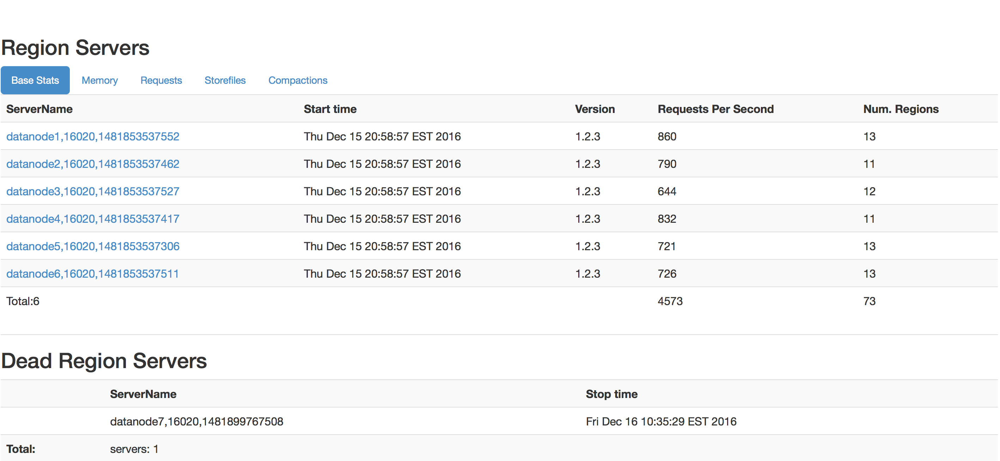 Region Servers
Base Stats Memory Requests Storefiles Compactions
ServerName Start time Version Requests Per Second Num. Regions
datanode1,16020,1481853537552 Thu Dec 15 20:58:57 EST 2016 1.2.3 860 13
datanode2,16020,1481853537462 Thu Dec 15 20:58:57 EST 2016 1.2.3 790 11
datanode3,16020,1481853537527 Thu Dec 15 20:58:57 EST 2016 1.2.3 644 12
datanode4,16020,1481853537417 Thu Dec 15 20:58:57 EST 2016 1.2.3 832 11
datanode5,16020,1481853537306 Thu Dec 15 20:58:57 EST 2016 1.2.3 721 13
datanode6,16020,1481853537511 Thu Dec 15 20:58:57 EST 2016 1.2.3 726 13
Total:6 4573 73
Dead Region Servers
ServerName Stop time
datanode7,16020,1481899767508 Fri Dec 16 10:35:29 EST 2016
Total: servers: 1